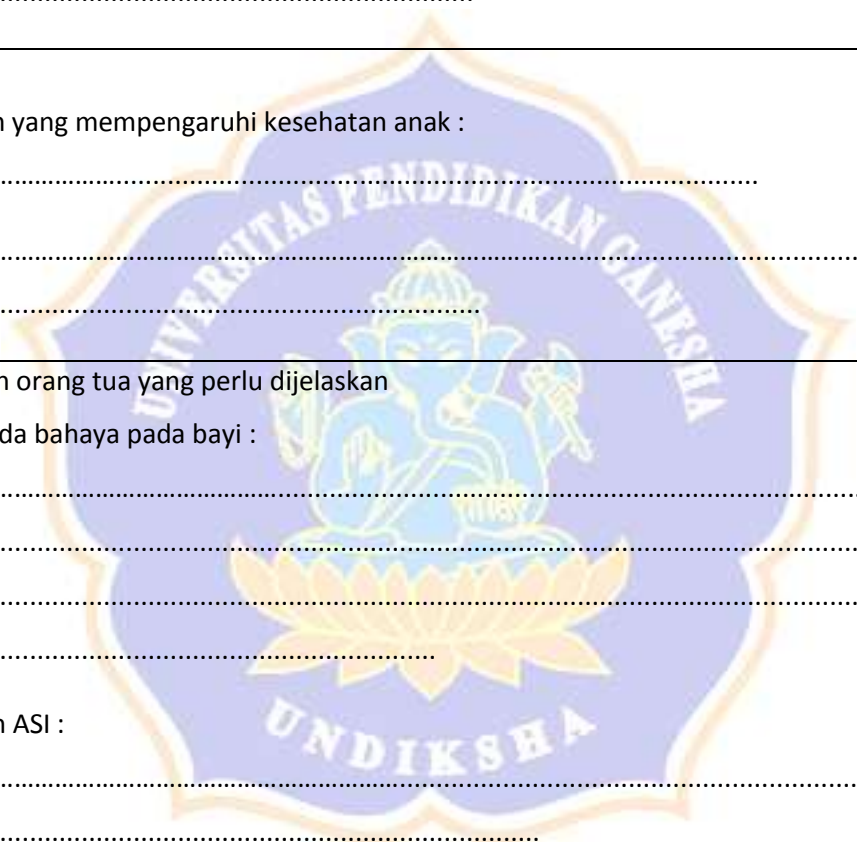 ..........................................................
n yang mempengaruhi kesehatan anak :
..........................................................................................
..........................................................................................................
..........................................................
n orang tua yang perlu dijelaskan
da bahaya pada bayi :
..........................................................................................................
..........................................................................................................
..........................................................................................................
......................................................
n ASI :
..........................................................................................................
..................................................................
UNIVERSITAS PENDIDIKAN GANESHA
UNDIKSHA